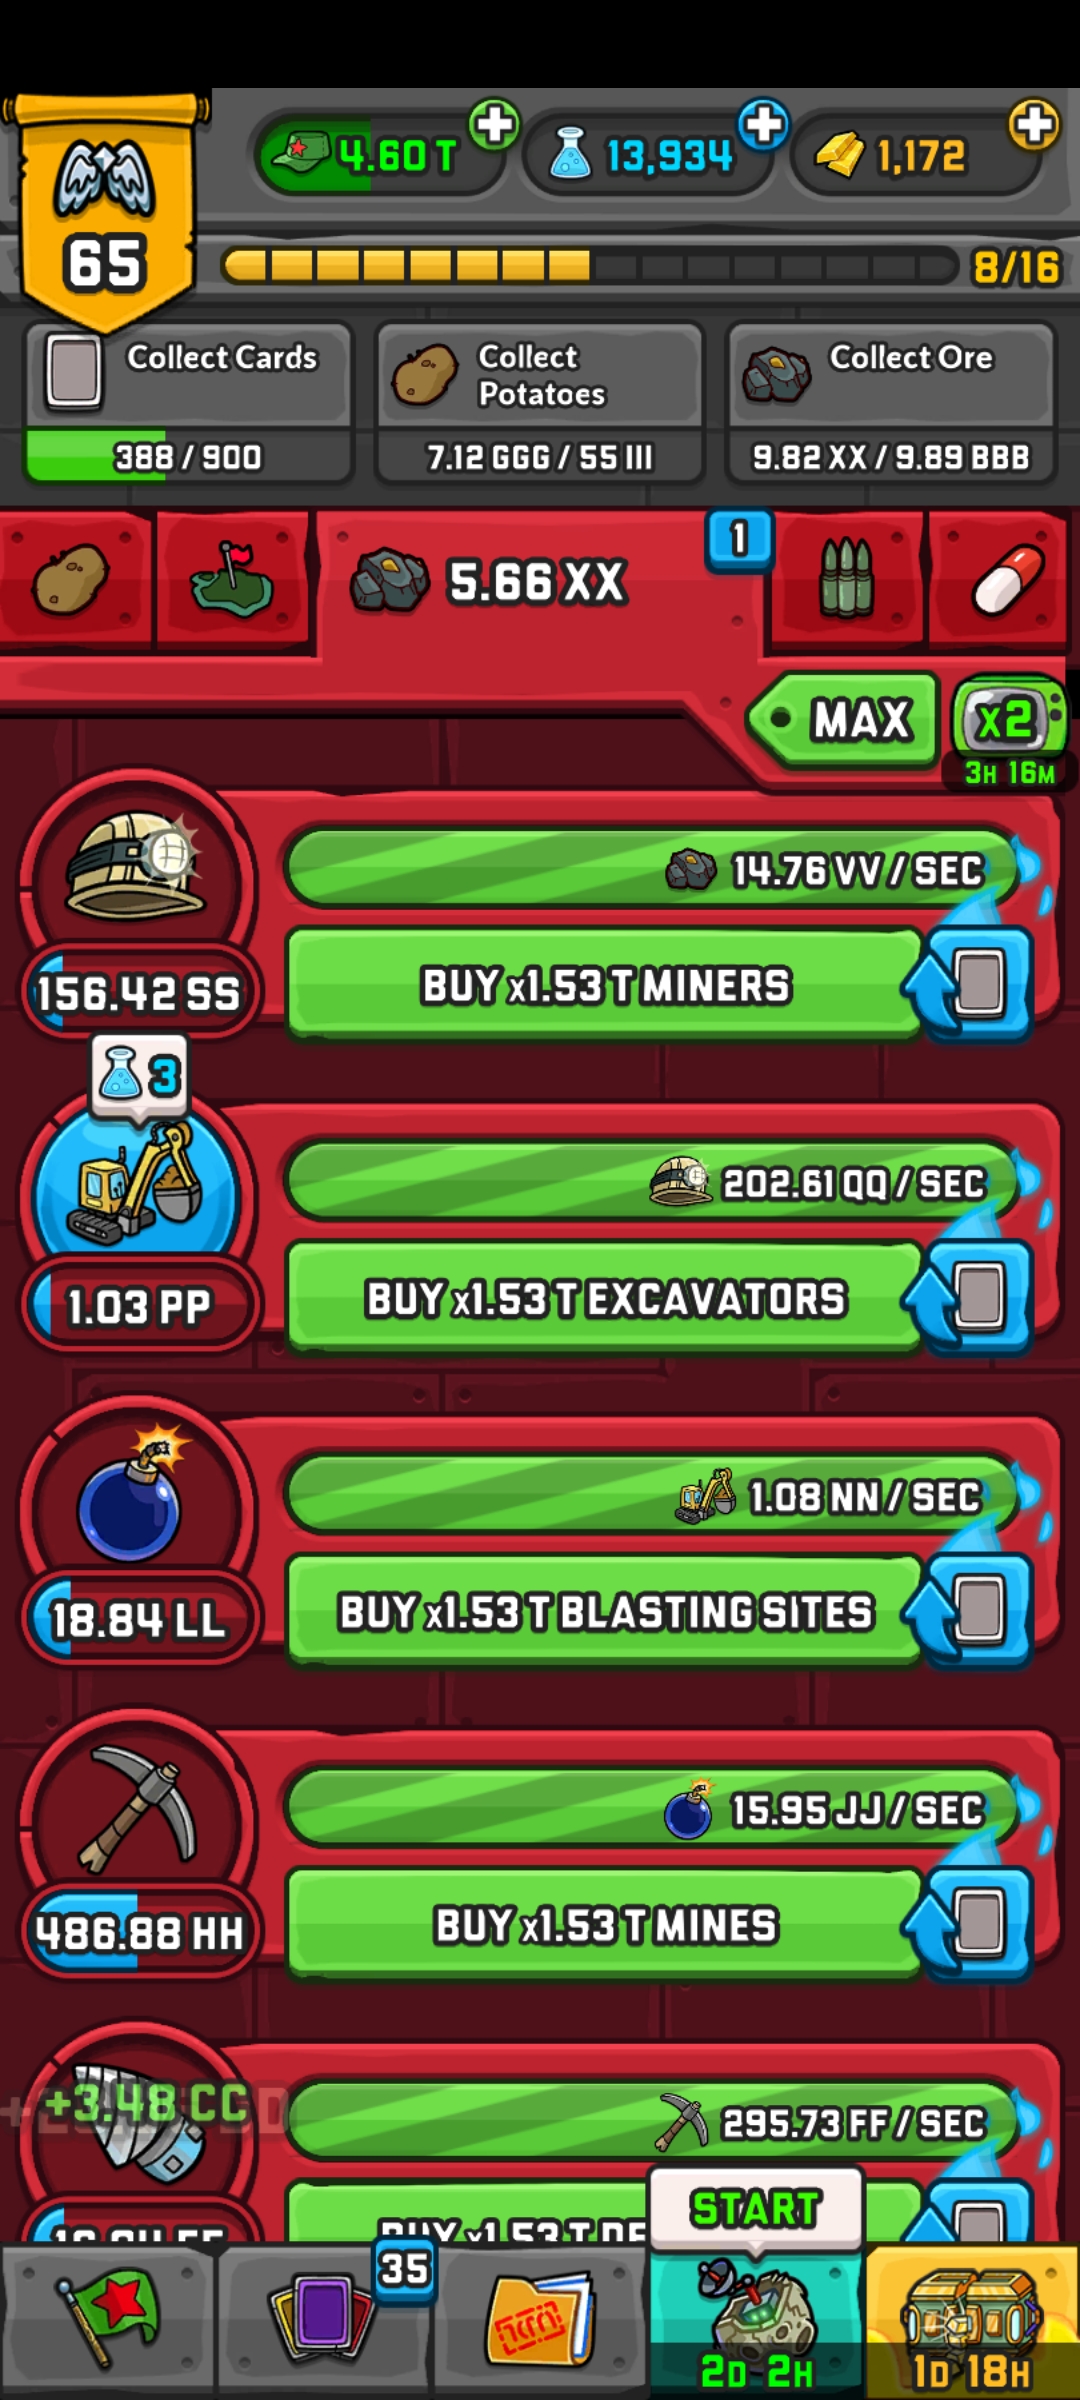 4.60 T
13,934
1,172
65
8/16
Collect Cards
388 / 900
Collect
Potatoes
7.12 GGG / 55 III
Collect Ore
9.82 XX / 9.89 BBB
5.66 XX
1
MAX
x2
3H 16M
14.76 VV / SEC
156.42 SS
BUY x1.53 T MINERS
3
202.61 QQ / SEC
1.03 PP
BUY x1.53 T EXCAVATORS
1.08 NN / SEC
18.84 LL
BUY x1.53 T BLASTING SITES
15.95 JJ / SEC
486.88 HH
BUY x1.53 T MINES
+3.48 CC
295.73 FF / SEC
BUY x1.53 T
START
35
2D 2H
1D 18H